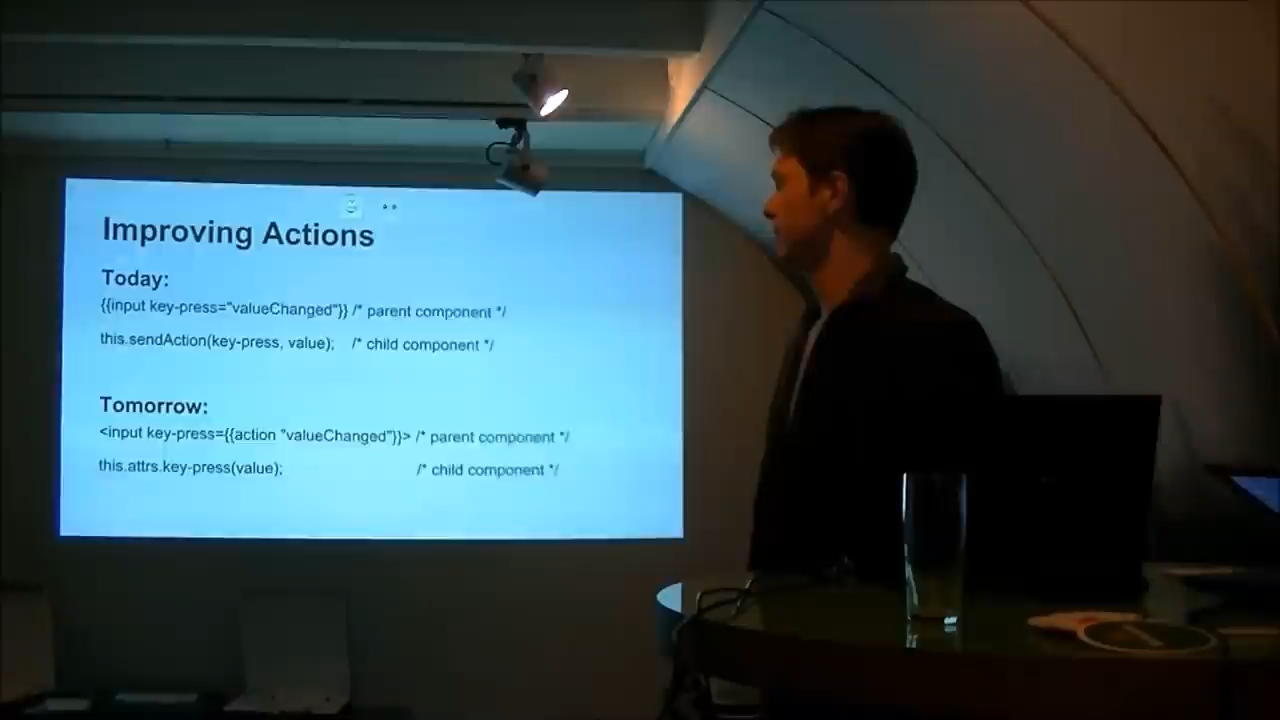 Improving Actions
Today:
{{input key-press="valueChanged"}} /* parent component */
this.sendAction(key-press, value); /* child component */
Tomorrow:
<input key-press={{action "valueChanged"}}> /* parent component */
this.attrs.key-press(value); /* child component */